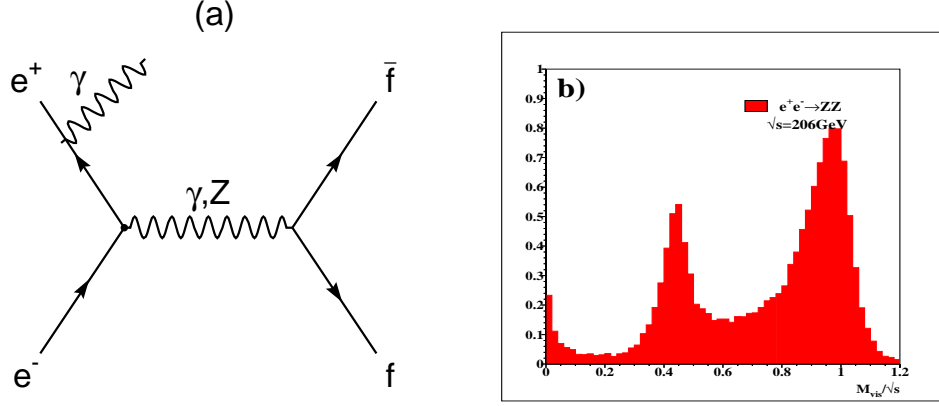 (a)
e+ γ f̄
γ,Z
e- f
b)
e+e-→ZZ
√s=206GeV
1
0.9
0.8
0.7
0.6
0.5
0.4
0.3
0.2
0.1
0
0 0.2 0.4 0.6 0.8 1 1.2
Mvis/√s